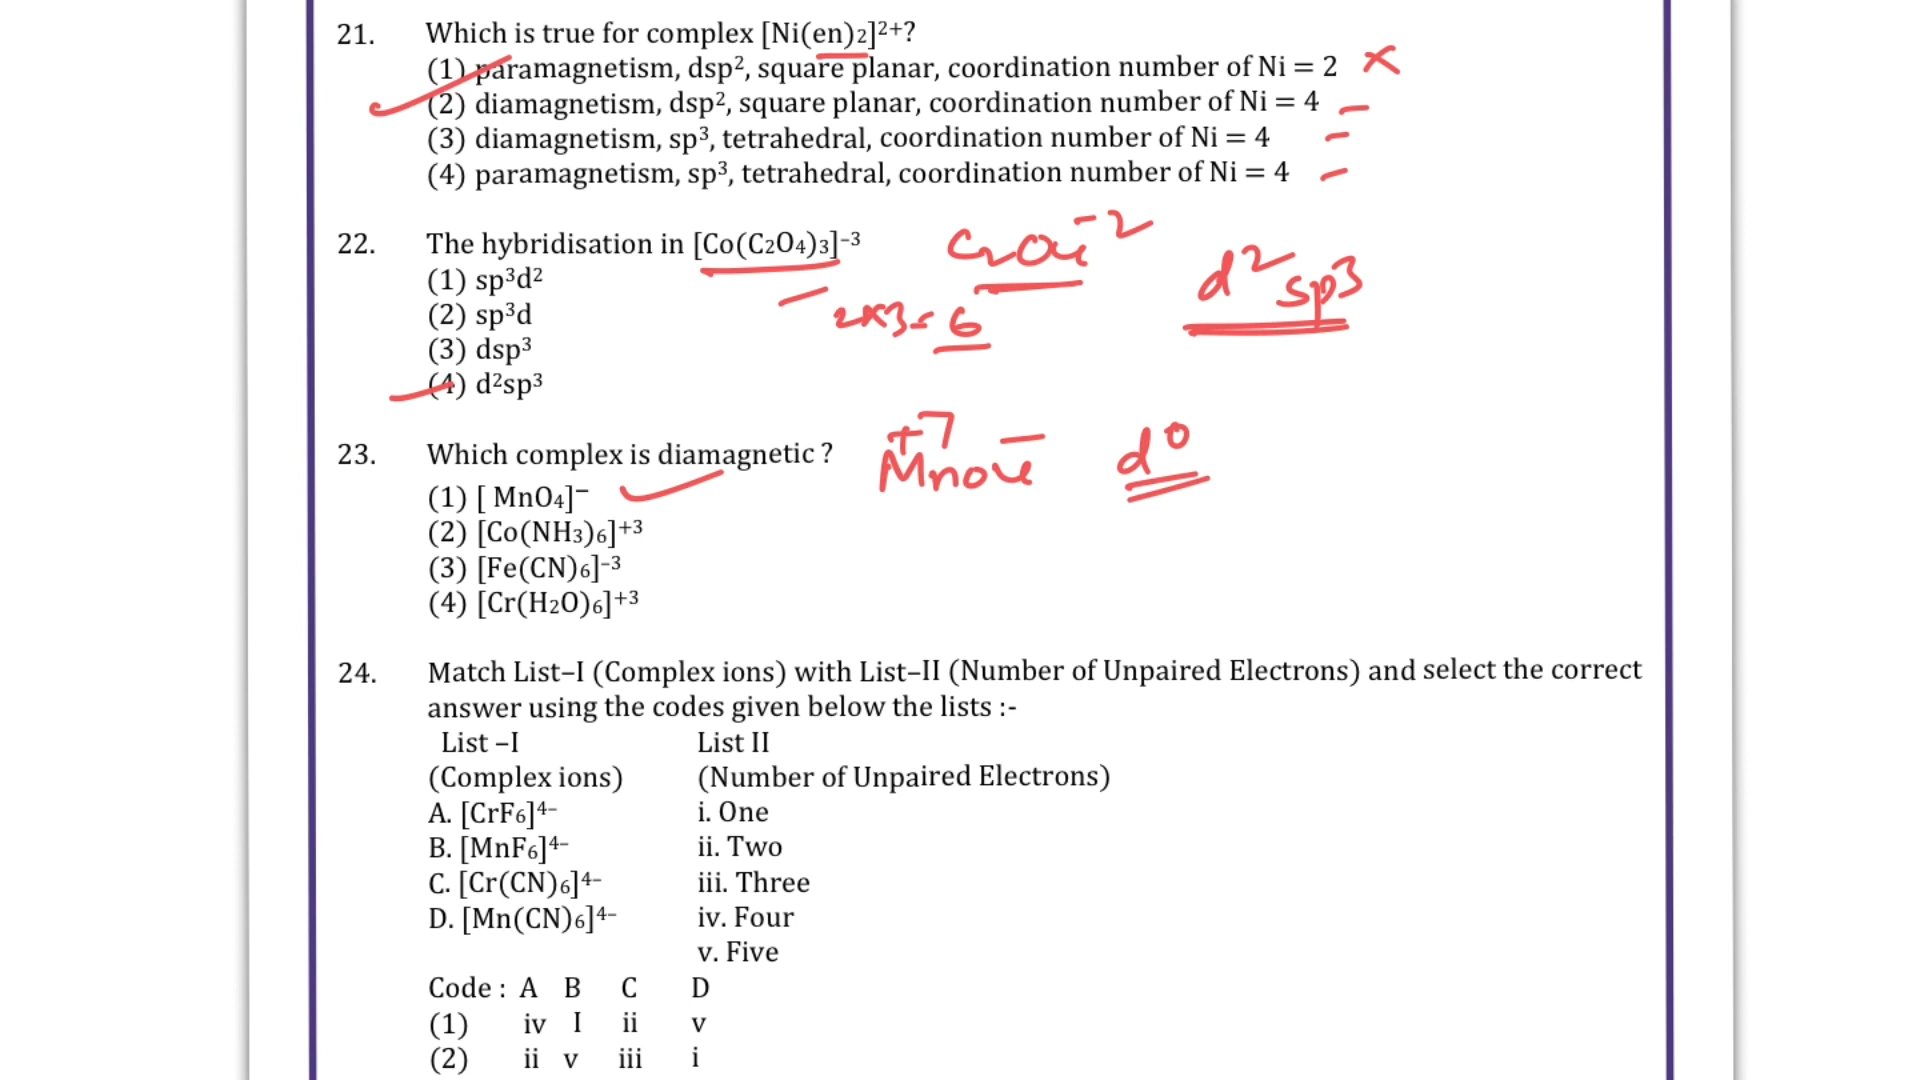 21. Which is true for complex [Ni(en)2]2+?
(1) paramagnetism, dsp2, square planar, coordination number of Ni = 2 ×
(2) diamagnetism, dsp2, square planar, coordination number of Ni = 4
(3) diamagnetism, sp3, tetrahedral, coordination number of Ni = 4
(4) paramagnetism, sp3, tetrahedral, coordination number of Ni = 4
22. The hybridisation in [Co(C2O4)3]-3
C2O4-2
d2sp3
(1) sp3d2
(2) sp3d
2×3=6
(3) dsp3
(4) d2sp3
+7
23. Which complex is diamagnetic ?
MnO4- d0
(1) [ MnO4]–
(2) [Co(NH3)6]+3
(3) [Fe(CN)6]-3
(4) [Cr(H2O)6]+3
24. Match List–I (Complex ions) with List–II (Number of Unpaired Electrons) and select the correct
answer using the codes given below the lists :-
List –I List II
(Complex ions) (Number of Unpaired Electrons)
A. [CrF6]4– i. One
B. [MnF6]4– ii. Two
C. [Cr(CN)6]4– iii. Three
D. [Mn(CN)6]4– iv. Four
v. Five
Code : A B C D
(1) iv I ii v
(2) ii v iii i